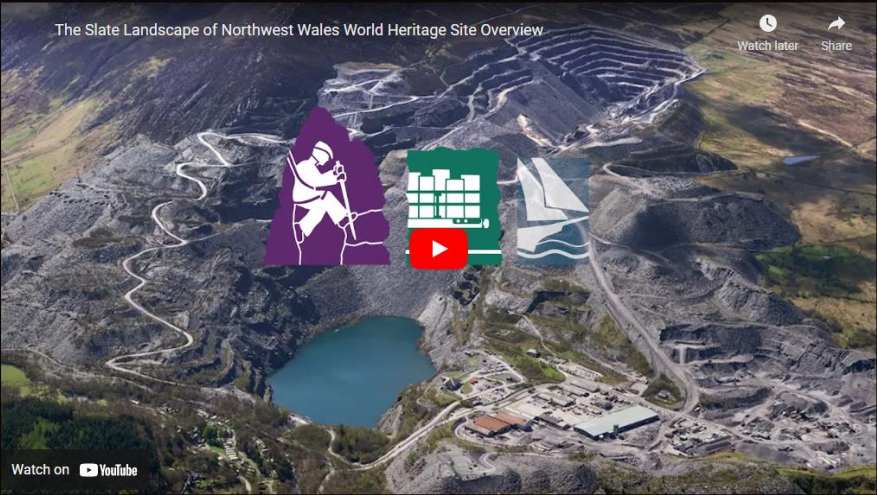 The Slate Landscape of Northwest Wales World Heritage Site Overview
Watch later
Share
Watch on YouTube